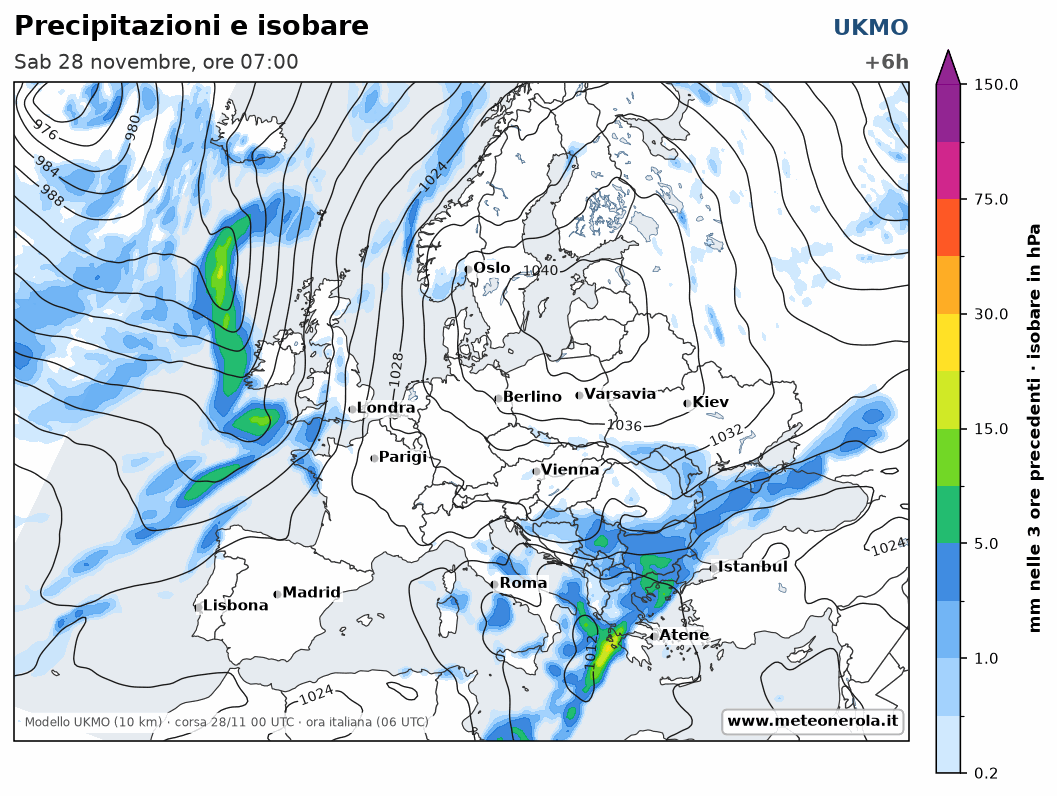 Precipitazioni e isobare
UKMO
Sab 28 novembre, ore 07:00
+6h
976
980
984
988
1024
1040
1028
1036
1032
1024
1012
1024
Oslo
Londra
Berlino
Varsavia
Kiev
Parigi
Vienna
Istanbul
Roma
Madrid
Lisbona
Atene
Modello UKMO (10 km) · corsa 28/11 00 UTC · ora italiana (06 UTC)
www.meteonerola.it
150.0
75.0
30.0
15.0
5.0
1.0
0.2
mm nelle 3 ore precedenti · isobare in hPa